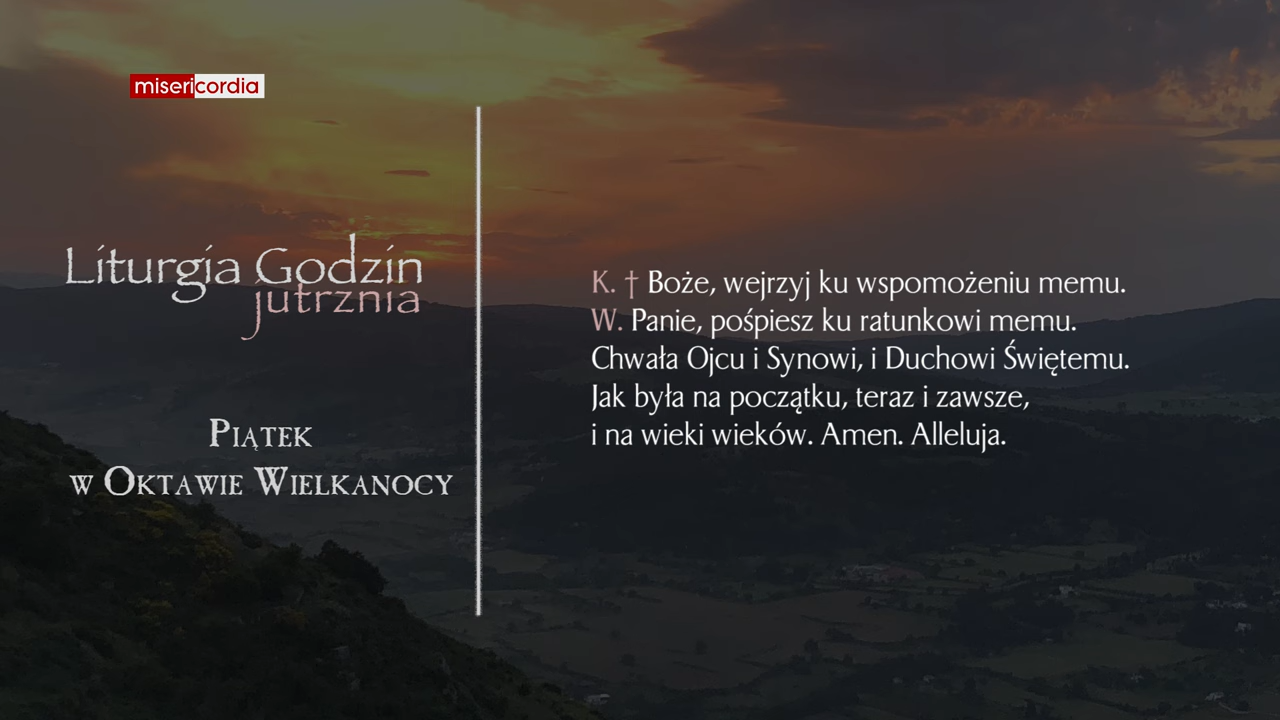 misericordia
Liturgia Godzin
jutrznia
Piątek
w Oktawie Wielkanocy
K. † Boże, wejrzyj ku wspomożeniu memu.
W. Panie, pośpiesz ku ratunkowi memu.
Chwała Ojcu i Synowi, i Duchowi Świętemu.
Jak była na początku, teraz i zawsze,
i na wieki wieków. Amen. Alleluja.